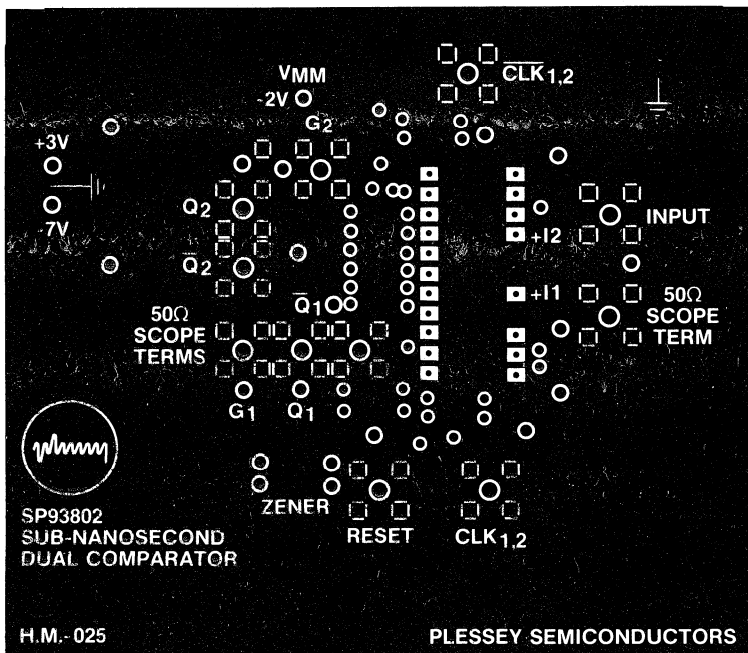 VMM
-2V
G2
CLK1,2
+3V
-7V
Q2
Q2
Q1
+I2
INPUT
+I1
50Ω
SCOPE
TERM
50Ω
SCOPE
TERMS
G1
Q1
ZENER
RESET
CLK1,2
SP93802
SUB-NANOSECOND
DUAL COMPARATOR
H.M.- 025
PLESSEY SEMICONDUCTORS